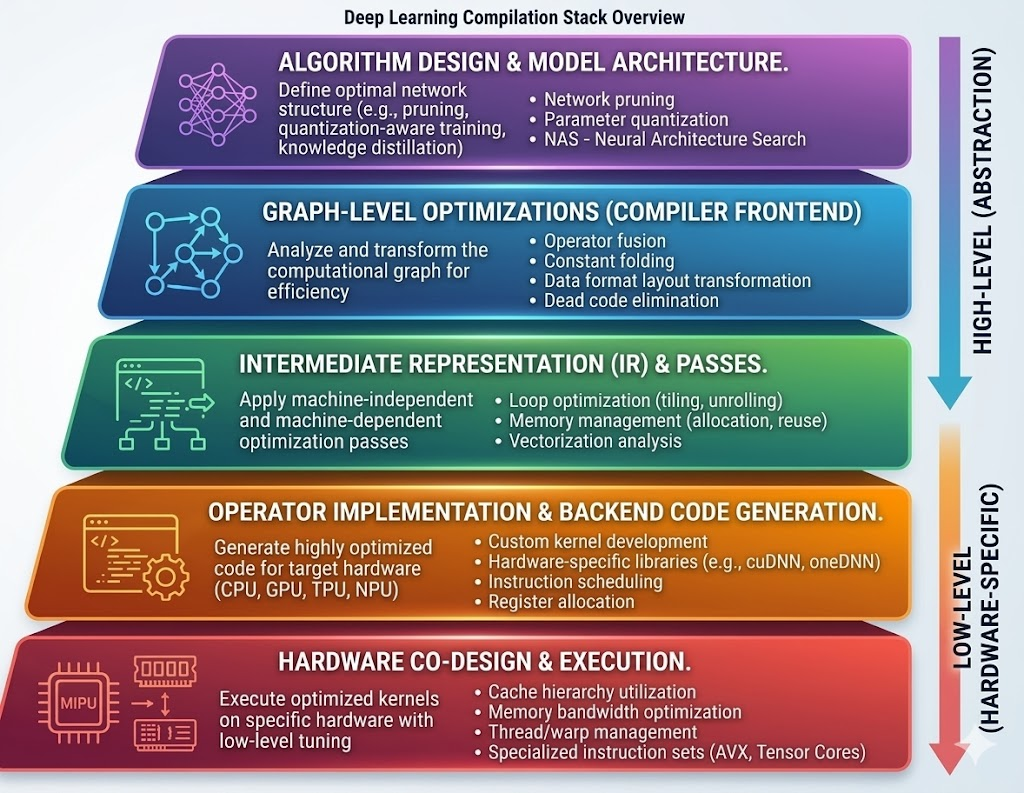 Deep Learning Compilation Stack Overview
ALGORITHM DESIGN & MODEL ARCHITECTURE.
Define optimal network
structure (e.g., pruning,
quantization-aware training,
knowledge distillation)
• Network pruning
• Parameter quantization
• NAS - Neural Architecture Search
GRAPH-LEVEL OPTIMIZATIONS (COMPILER FRONTEND)
Analyze and transform the
computational graph for
efficiency
• Operator fusion
• Constant folding
• Data format layout transformation
• Dead code elimination
INTERMEDIATE REPRESENTATION (IR) & PASSES.
</>
Apply machine-independent
and machine-dependent
optimization passes
• Loop optimization (tiling, unrolling)
• Memory management (allocation, reuse)
• Vectorization analysis
OPERATOR IMPLEMENTATION & BACKEND CODE GENERATION.
</>
Generate highly optimized
code for target hardware
(CPU, GPU, TPU, NPU)
• Custom kernel development
• Hardware-specific libraries (e.g., cuDNN, oneDNN)
• Instruction scheduling
• Register allocation
HARDWARE CO-DESIGN & EXECUTION.
MIPU
Execute optimized kernels
on specific hardware with
low-level tuning
• Cache hierarchy utilization
• Memory bandwidth optimization
• Thread/warp management
• Specialized instruction sets (AVX, Tensor Cores)
HIGH-LEVEL (ABSTRACTION)
LOW-LEVEL
(HARDWARE-SPECIFIC)